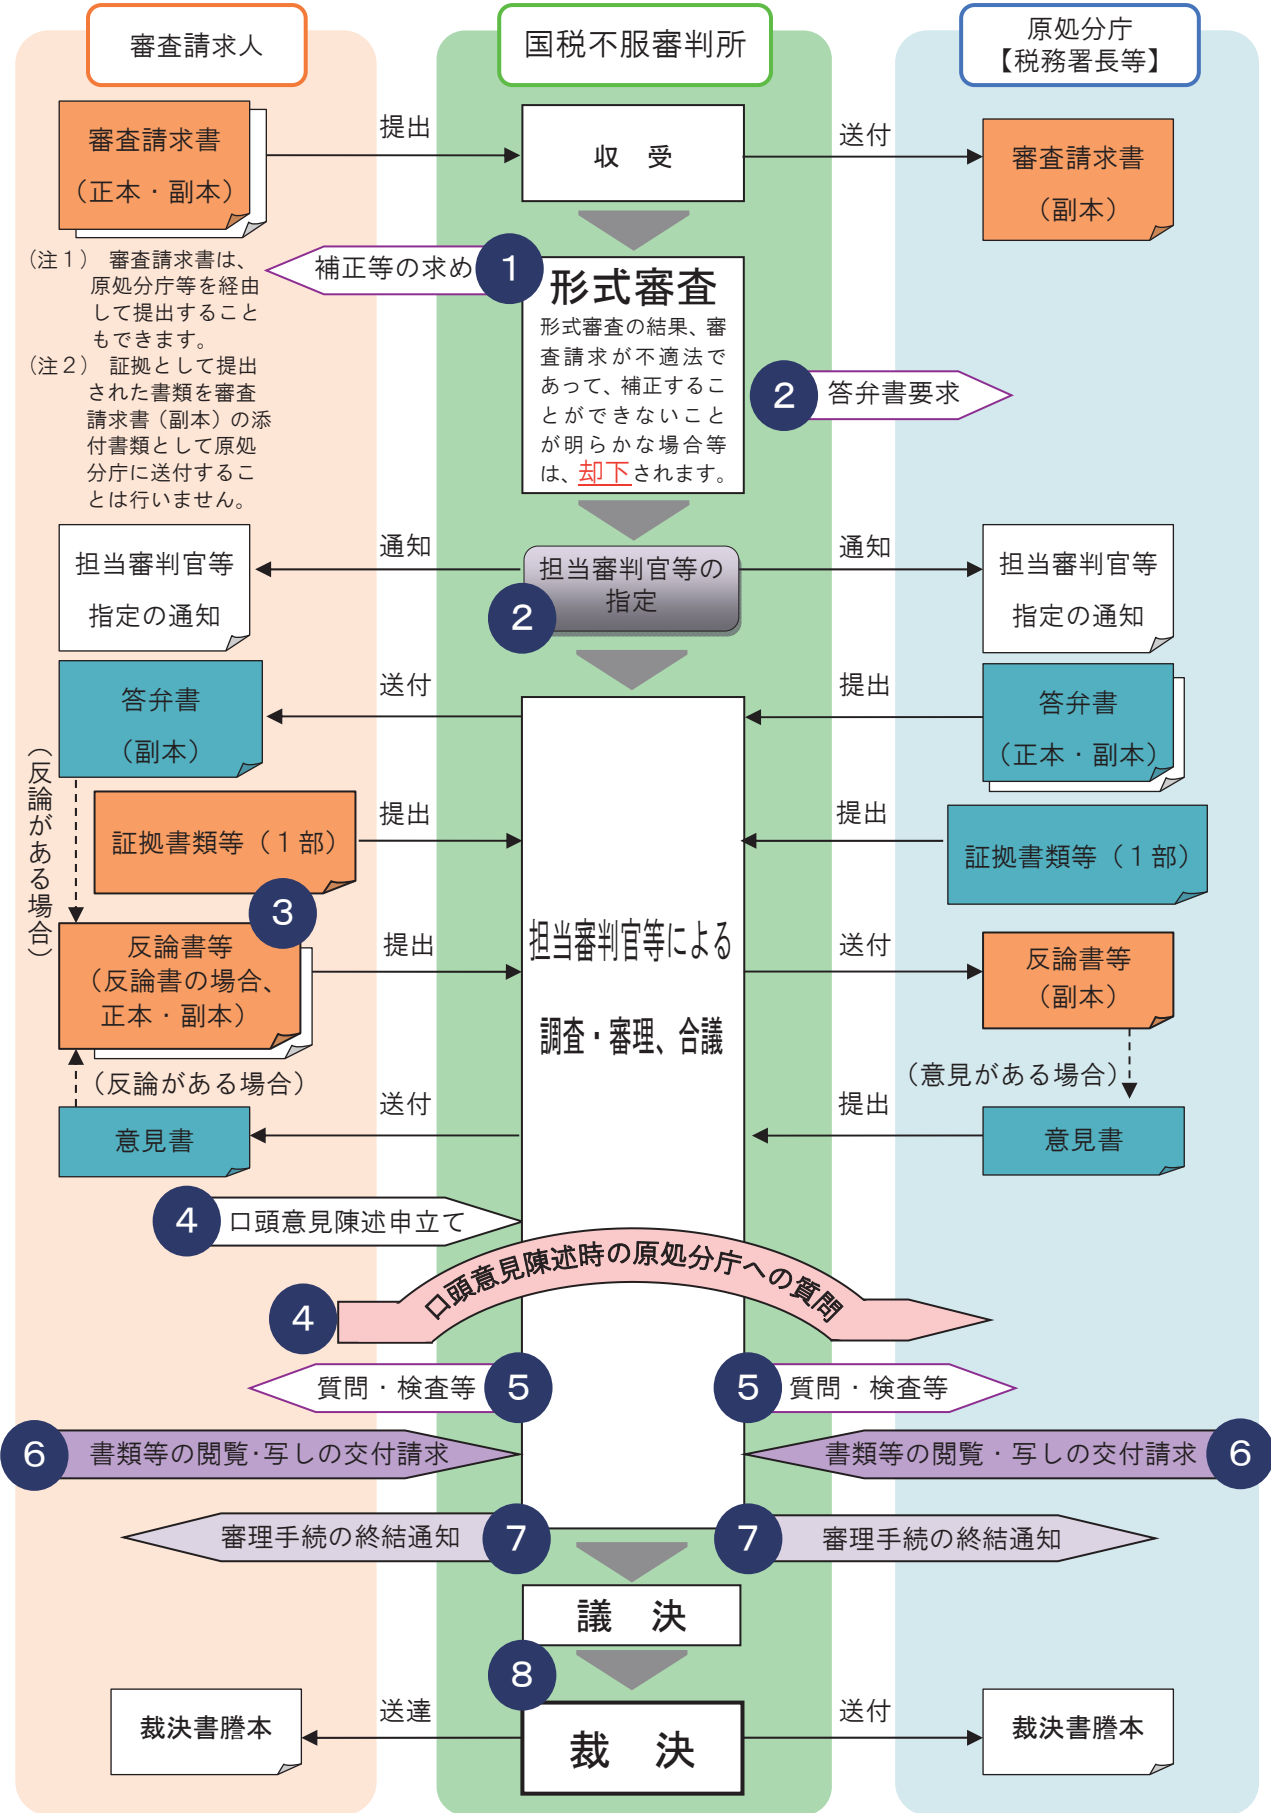 審査請求人
国税不服審判所
原処分庁
【税務署長等】
審査請求書
（正本・副本）
提出
収　受
送付
審査請求書
（副本）
（注１）　審査請求書は、
原処分庁等を経由
して提出すること
もできます。
（注２）　証拠として提出
された書類を審査
請求書（副本）の添
付書類として原処
分庁に送付するこ
とは行いません。
補正等の求め
1
形式審査
形式審査の結果、審
査請求が不適法で
あって、補正するこ
とができないこと
が明らかな場合等
は、却下されます。
2
答弁書要求
担当審判官等
指定の通知
通知
担当審判官等の
指定
2
通知
担当審判官等
指定の通知
答弁書
（副本）
送付
提出
答弁書
（正本・副本）
（反論がある場合）
証拠書類等（１部）
提出
提出
証拠書類等（１部）
3
反論書等
（反論書の場合、
正本・副本）
提出
担当審判官等による
調査・審理、合議
送付
反論書等
（副本）
（反論がある場合）
（意見がある場合）
意見書
送付
提出
意見書
4
口頭意見陳述申立て
4
口頭意見陳述時の原処分庁への質問
質問・検査等
5
5
質問・検査等
6
書類等の閲覧・写しの交付請求
書類等の閲覧・写しの交付請求
6
審理手続の終結通知
7
7
審理手続の終結通知
議　決
8
裁決書謄本
送達
裁　決
送付
裁決書謄本